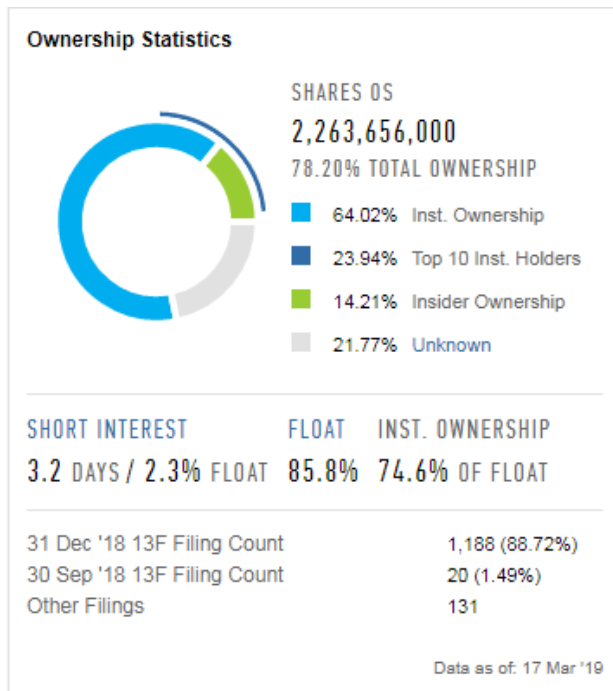 Ownership Statistics
SHARES OS
2,263,656,000
78.20% TOTAL OWNERSHIP
64.02% Inst. Ownership
23.94% Top 10 Inst. Holders
14.21% Insider Ownership
21.77% Unknown
SHORT INTEREST FLOAT INST. OWNERSHIP
3.2 DAYS / 2.3% FLOAT 85.8% 74.6% OF FLOAT
31 Dec '18 13F Filing Count 1,188 (88.72%)
30 Sep '18 13F Filing Count 20 (1.49%)
Other Filings 131
Data as of: 17 Mar '19